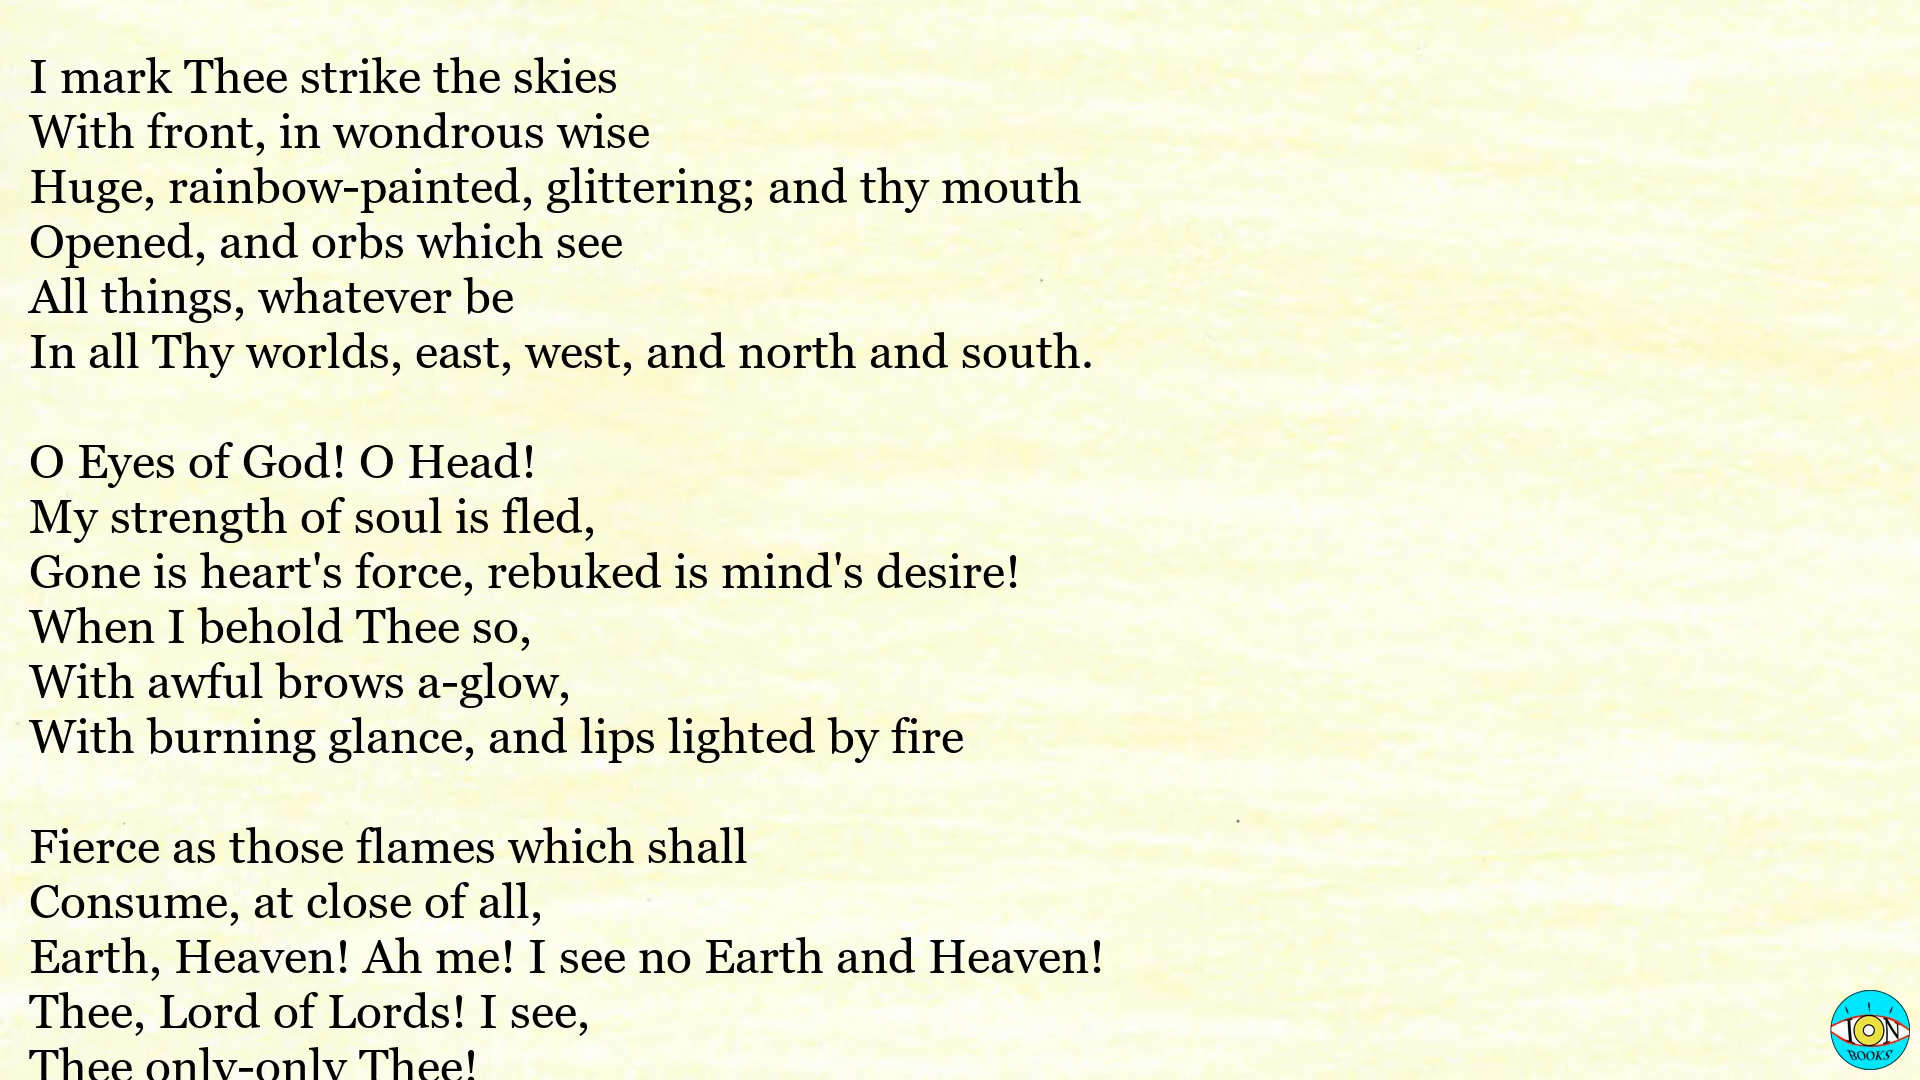 I mark Thee strike the skies
With front, in wondrous wise
Huge, rainbow-painted, glittering; and thy mouth
Opened, and orbs which see
All things, whatever be
In all Thy worlds, east, west, and north and south.
O Eyes of God! O Head!
My strength of soul is fled,
Gone is heart's force, rebuked is mind's desire!
When I behold Thee so,
With awful brows a-glow,
With burning glance, and lips lighted by fire
Fierce as those flames which shall
Consume, at close of all,
Earth, Heaven! Ah me! I see no Earth and Heaven!
Thee, Lord of Lords! I see,
Thee only-only Thee!
ION
BOOKS